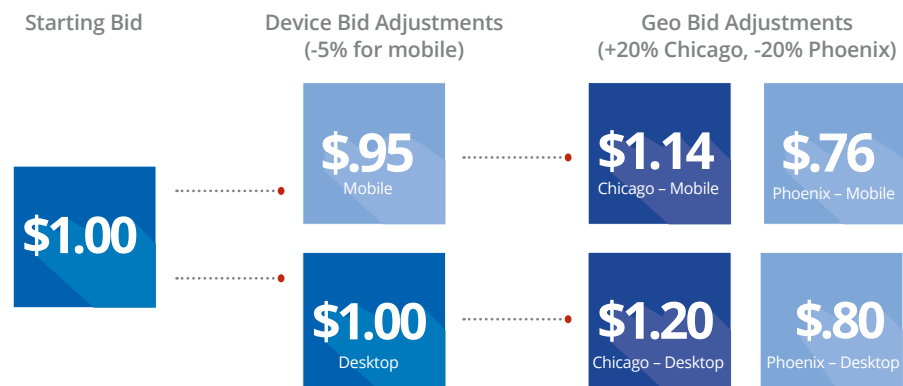 Starting Bid
Device Bid Adjustments
(-5% for mobile)
Geo Bid Adjustments
(+20% Chicago, -20% Phoenix)
$1.00
$.95
Mobile
$1.14
Chicago – Mobile
$.76
Phoenix – Mobile
$1.00
Desktop
$1.20
Chicago – Desktop
$.80
Phoenix – Desktop